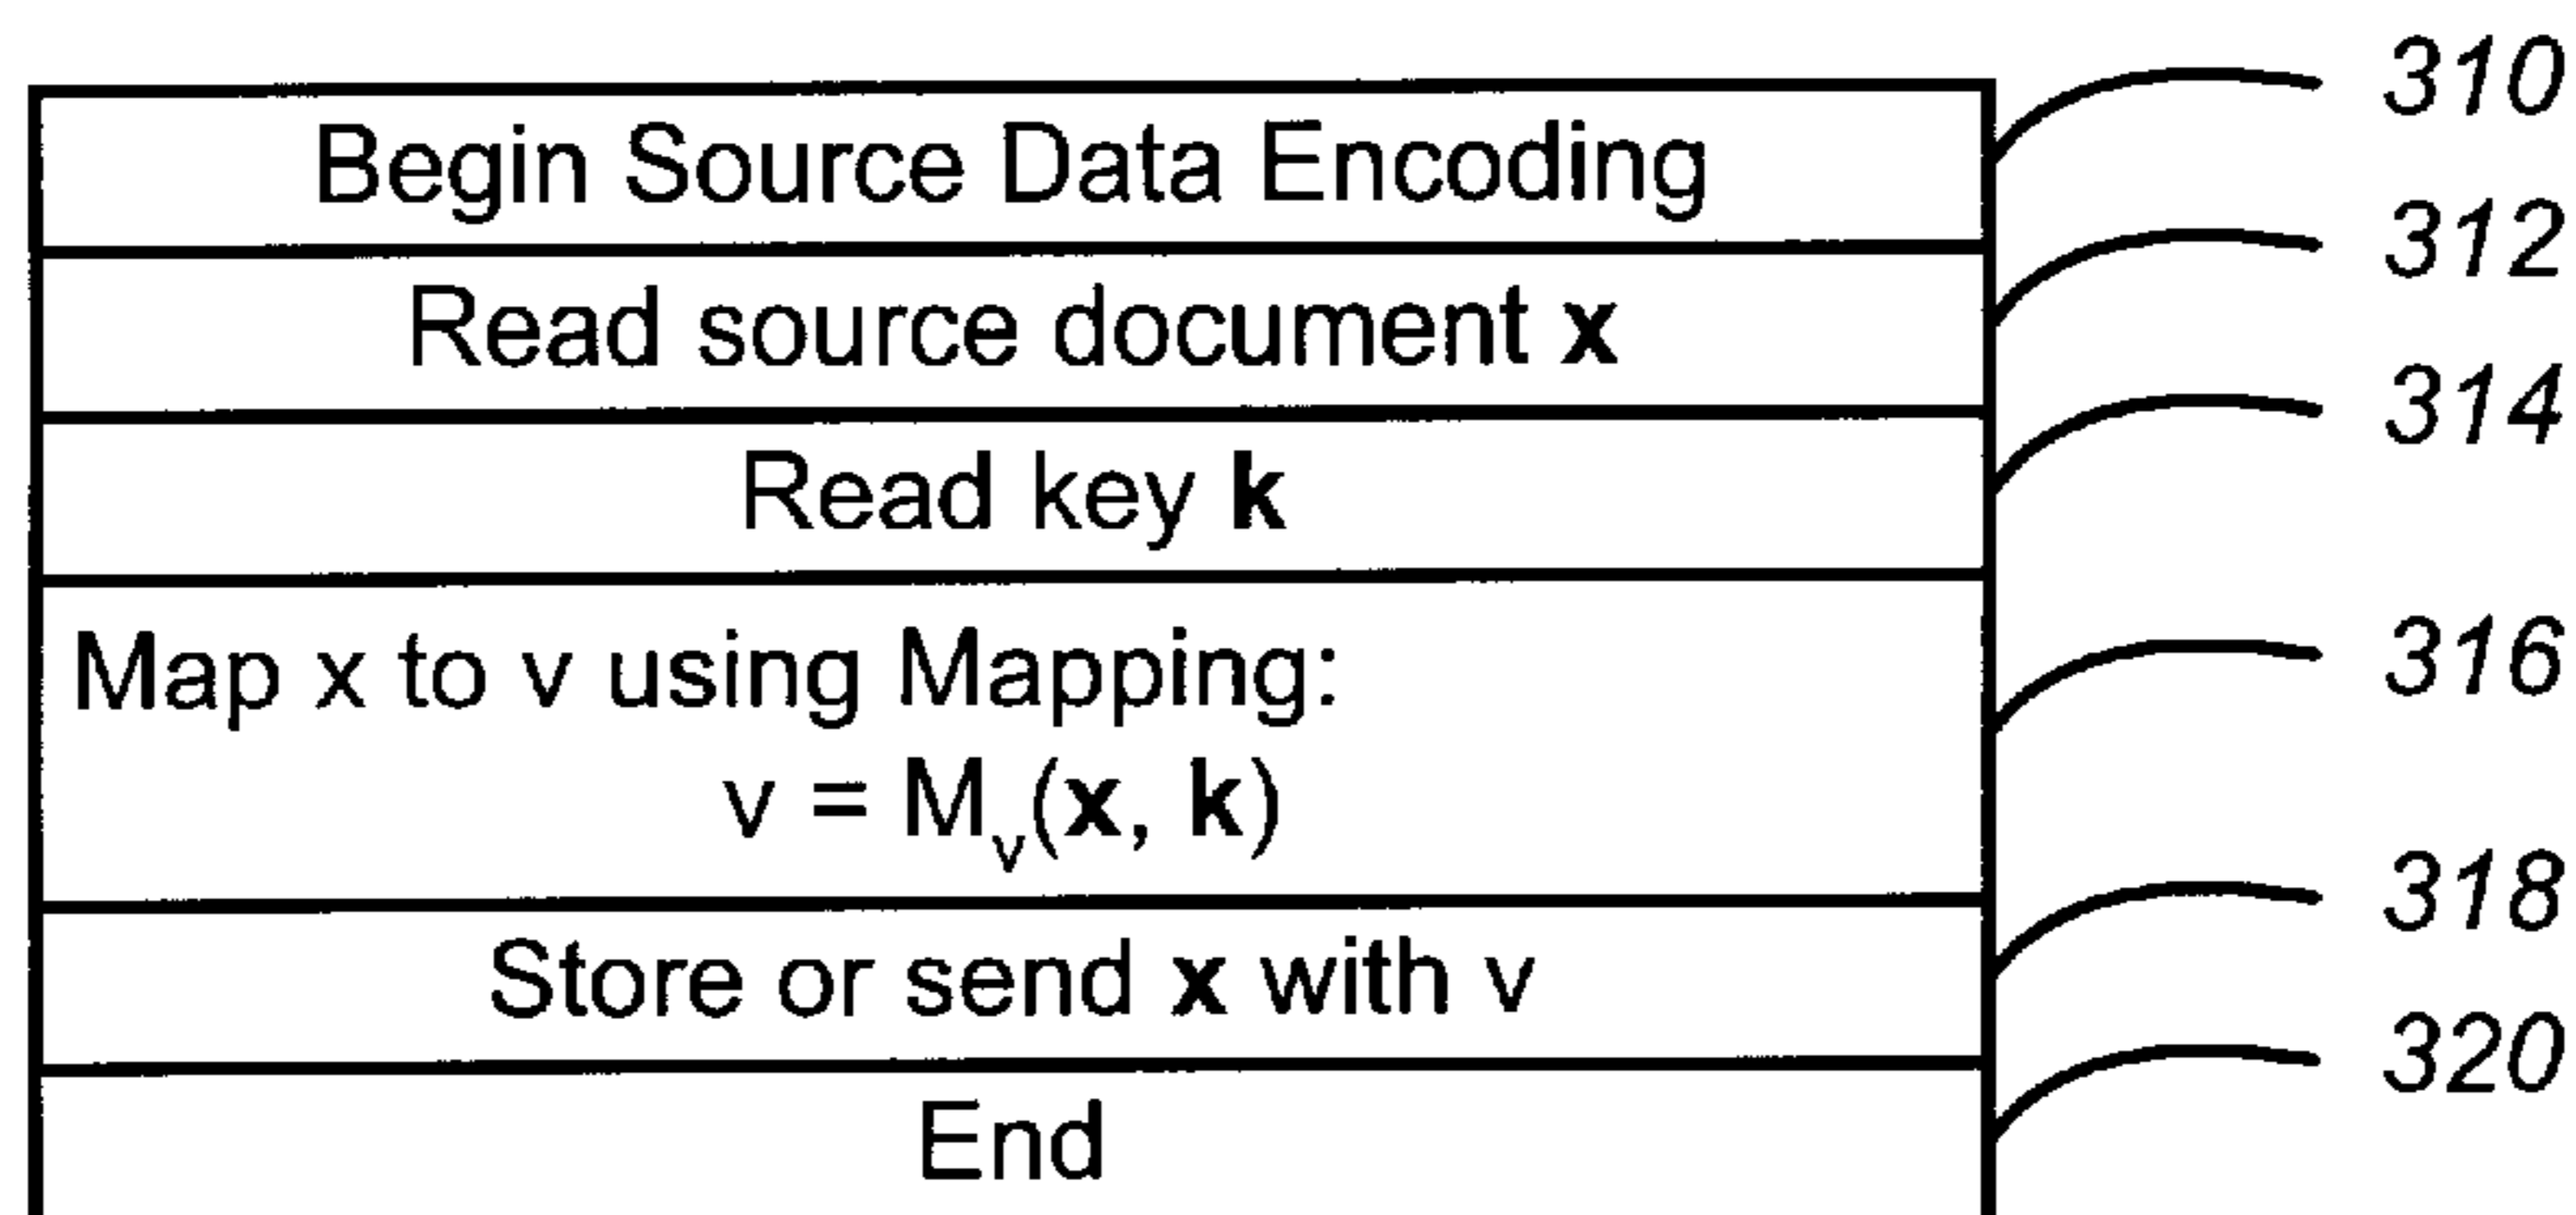 310
Begin Source Data Encoding
312
Read source document x
314
Read key k
316
Map x to v using Mapping:
v = Mv(x, k)
318
Store or send x with v
320
End